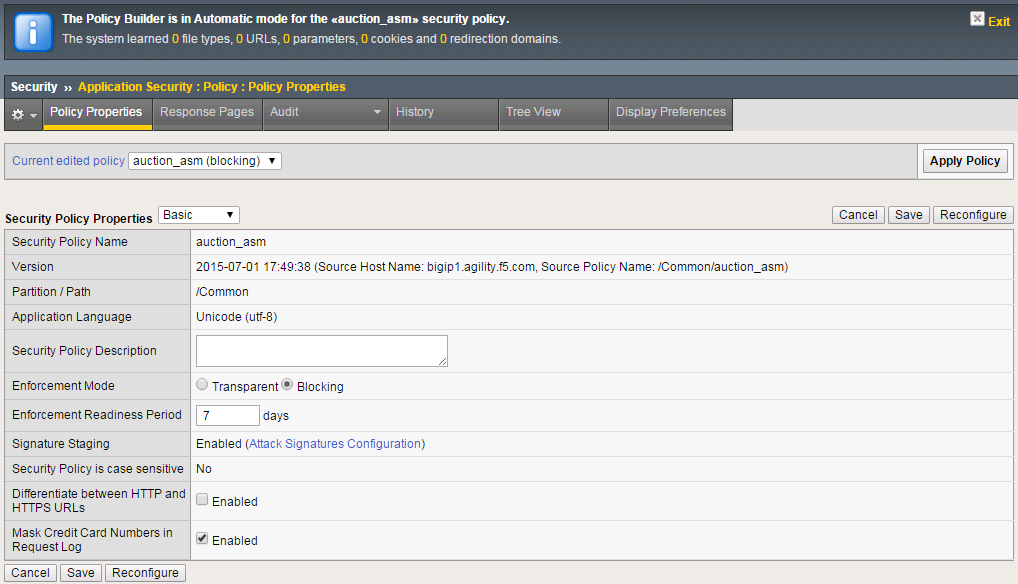 The Policy Builder is in Automatic mode for the «auction_asm» security policy.
The system learned 0 file types, 0 URLs, 0 parameters, 0 cookies and 0 redirection domains.
Exit
Security ›› Application Security : Policy : Policy Properties
Policy Properties Response Pages Audit History Tree View Display Preferences
Current edited policy auction_asm (blocking) Apply Policy
Security Policy Properties Basic Cancel Save Reconfigure
Security Policy Name auction_asm
Version 2015-07-01 17:49:38 (Source Host Name: bigip1.agility.f5.com, Source Policy Name: /Common/auction_asm)
Partition / Path /Common
Application Language Unicode (utf-8)
Security Policy Description
Enforcement Mode Transparent Blocking
Enforcement Readiness Period 7 days
Signature Staging Enabled (Attack Signatures Configuration)
Security Policy is case sensitive No
Differentiate between HTTP and
HTTPS URLs Enabled
Mask Credit Card Numbers in
Request Log Enabled
Cancel Save Reconfigure